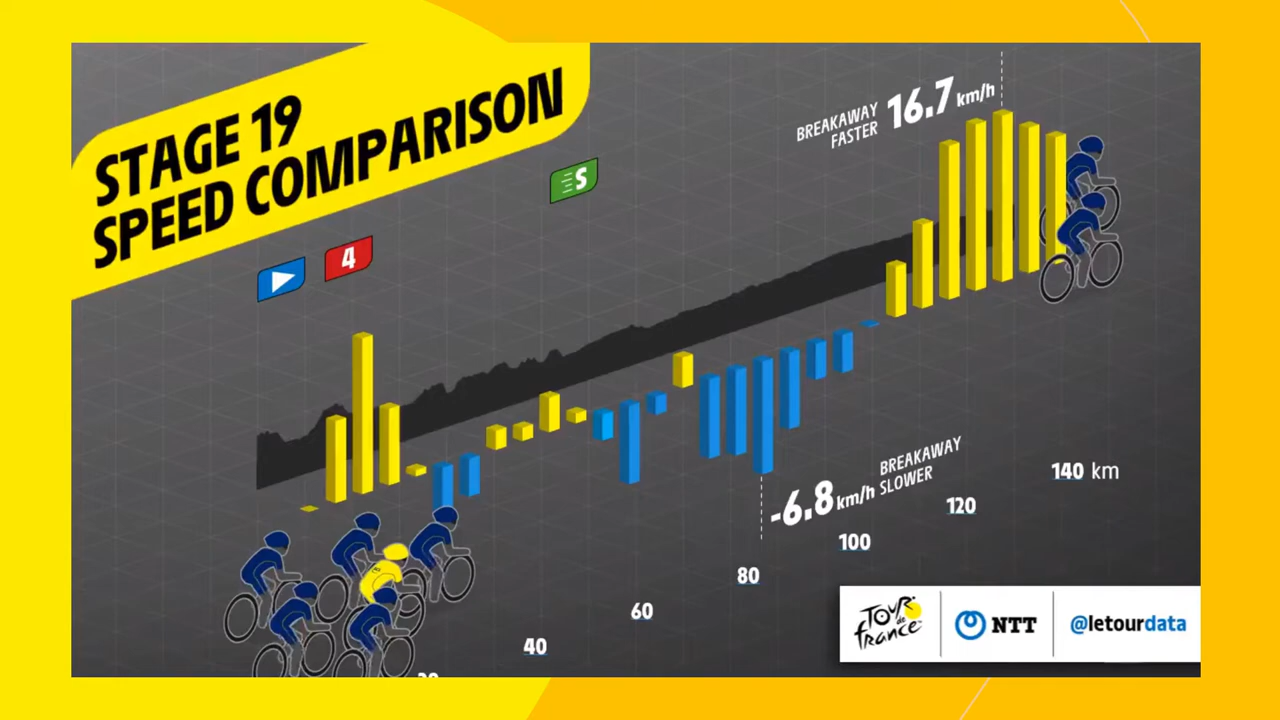 STAGE 19
SPEED COMPARISON
S
4
BREAKAWAY
FASTER
16.7 km/h
-6.8 km/h
BREAKAWAY
SLOWER
140 km
120
100
80
60
40
TOUR
de
france
NTT
@letourdata